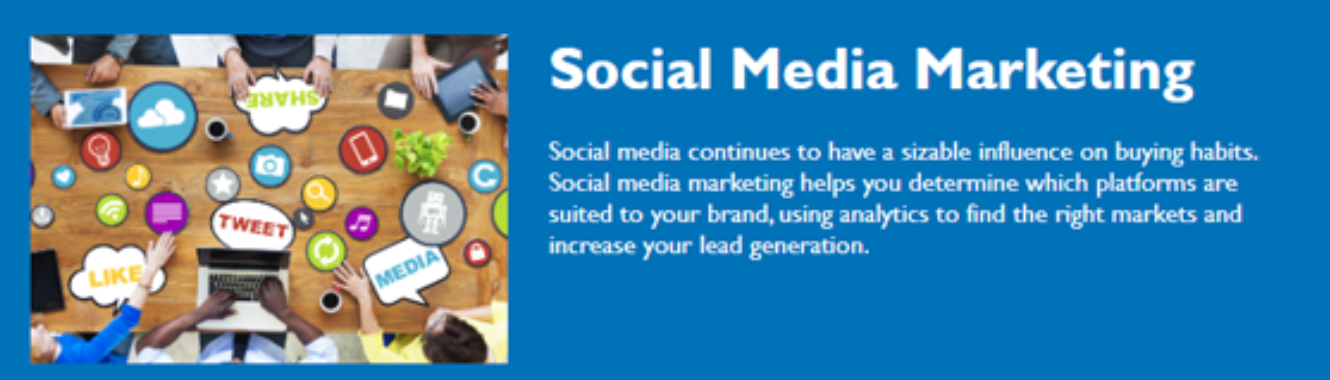 Social Media Marketing
Social media continues to have a sizable influence on buying habits.
Social media marketing helps you determine which platforms are
suited to your brand, using analytics to find the right markets and
increase your lead generation.
SHARE
TWEET
LIKE
MEDIA